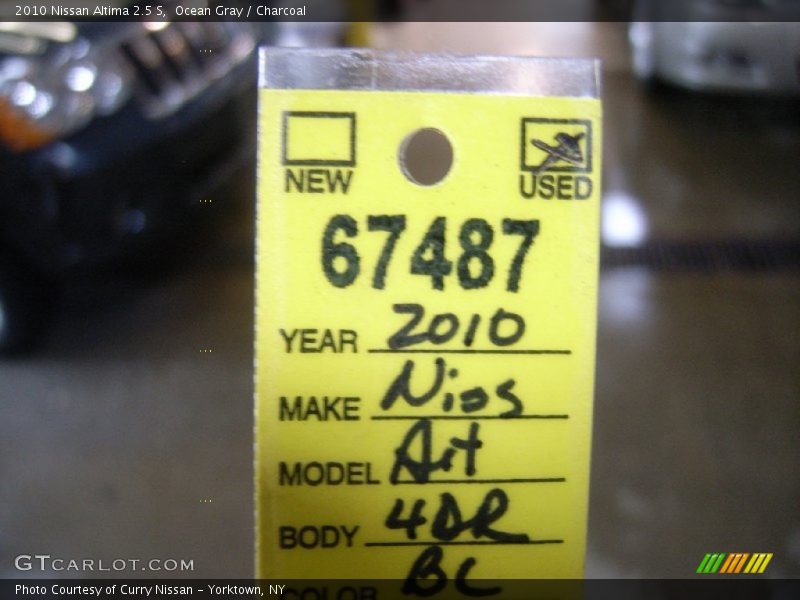 2010 Nissan Altima 2.5 S, Ocean Gray / Charcoal
NEW USED
67487
YEAR 2010
MAKE Niss
MODEL Alt
BODY 4DR
COLOR BC
GTCARLOT.COM
Photo Courtesy of Curry Nissan - Yorktown, NY